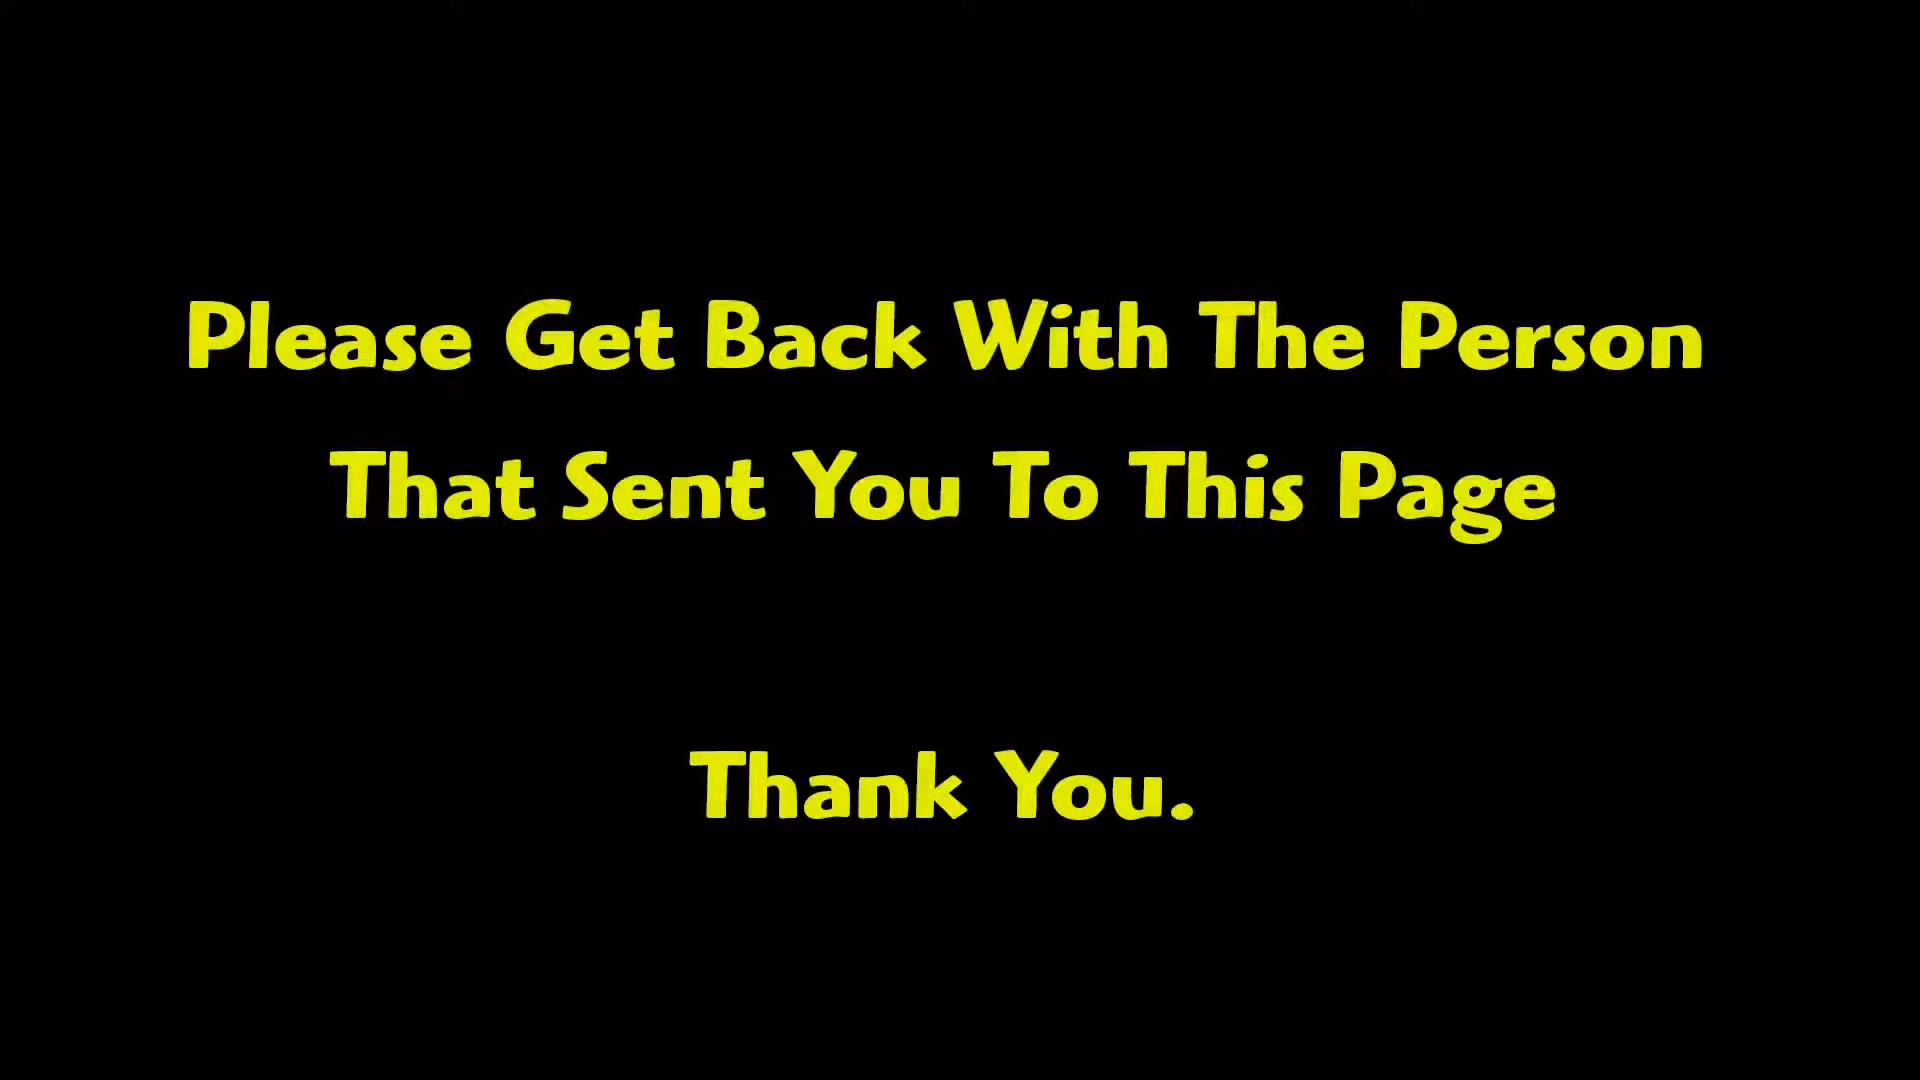 Please Get Back With The Person
That Sent You To This Page
Thank You.